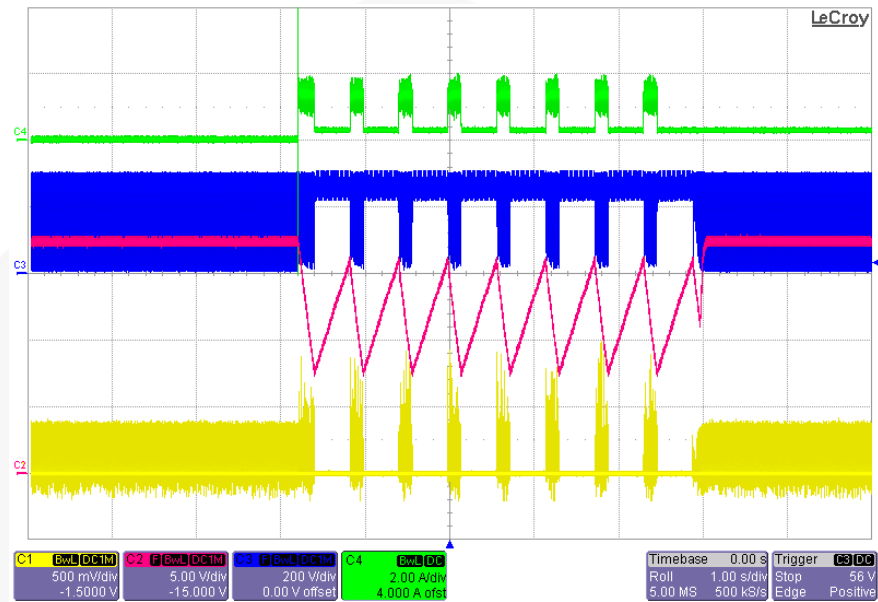 LeCroy
C4
C3
C2
C1 BwL DC1M
500 mV/div
-1.5000 V
C2 F BwL DC1M
5.00 V/div
-15.000 V
C3 F BwL DC1M
200 V/div
0.00 V offset
C4 BwL DC
2.00 A/div
4.000 A ofst
Timebase 0.00 s
Roll 1.00 s/div
5.00 MS 500 kS/s
Trigger C3 DC
Stop 56 V
Edge Positive